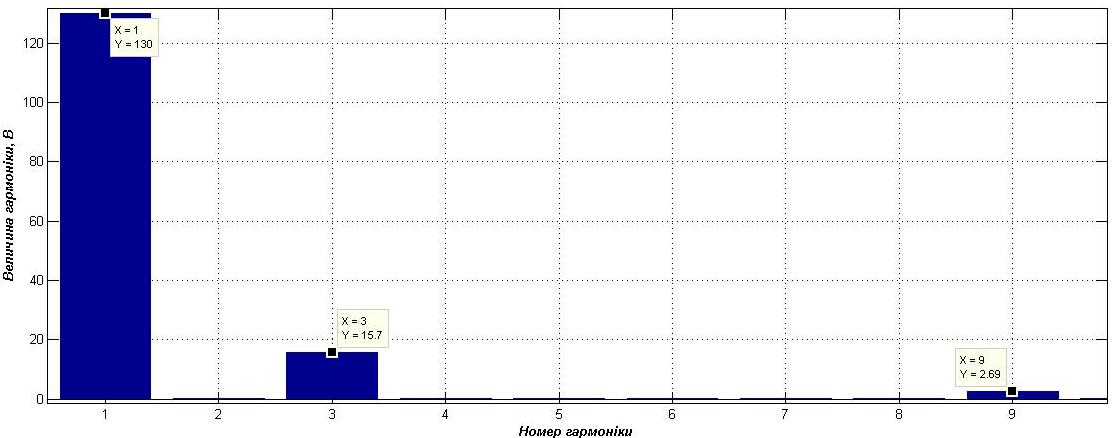 120
100
80
60
40
20
0
Величина гармоніки, В
X = 1
Y = 130
X = 3
Y = 15.7
X = 9
Y = 2.69
1 2 3 4 5 6 7 8 9
Номер гармоніки